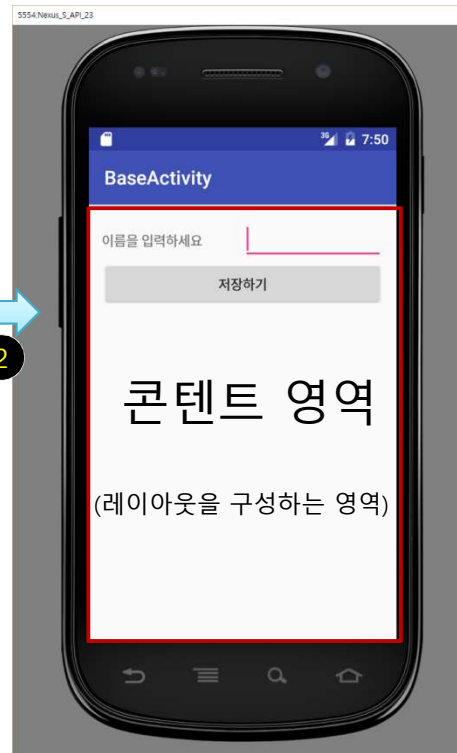 5554:Nexus_S_API_23
3G 7:50
BaseActivity
이름을 입력하세요
저장하기
2
콘텐트 영역
(레이아웃을 구성하는 영역)